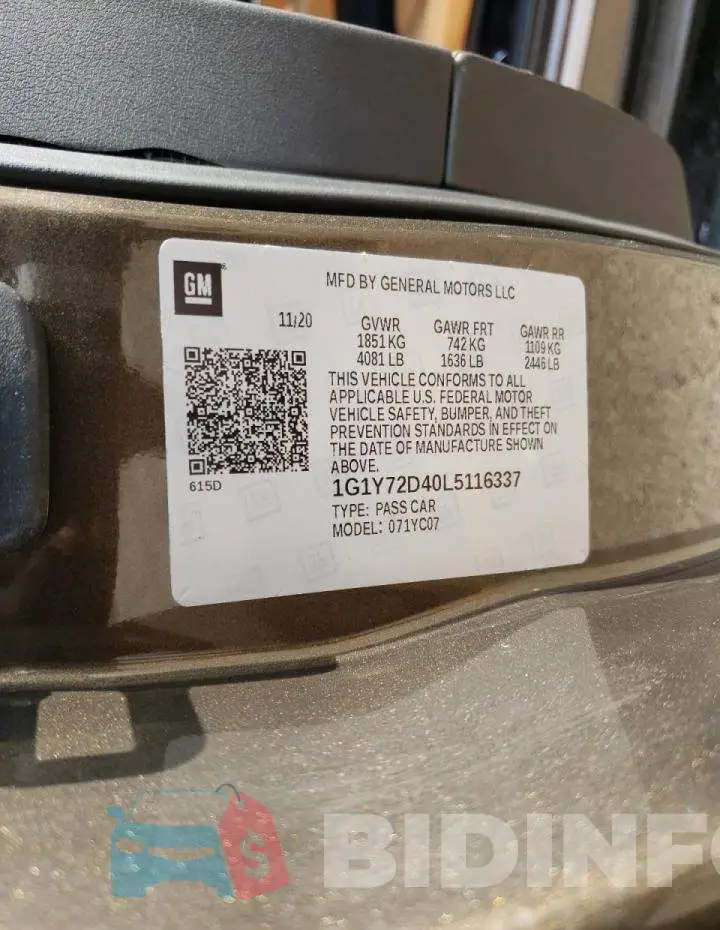 GM
MFD BY GENERAL MOTORS LLC
11/20
GVWR GAWR FRT GAWR RR
1851 KG 742 KG 1109 KG
4081 LB 1636 LB 2446 LB
THIS VEHICLE CONFORMS TO ALL
APPLICABLE U.S. FEDERAL MOTOR
VEHICLE SAFETY, BUMPER, AND THEFT
PREVENTION STANDARDS IN EFFECT ON
THE DATE OF MANUFACTURE SHOWN
ABOVE.
615D
1G1Y72D40L5116337
TYPE: PASS CAR
MODEL: 071YC07
$ BIDINFO